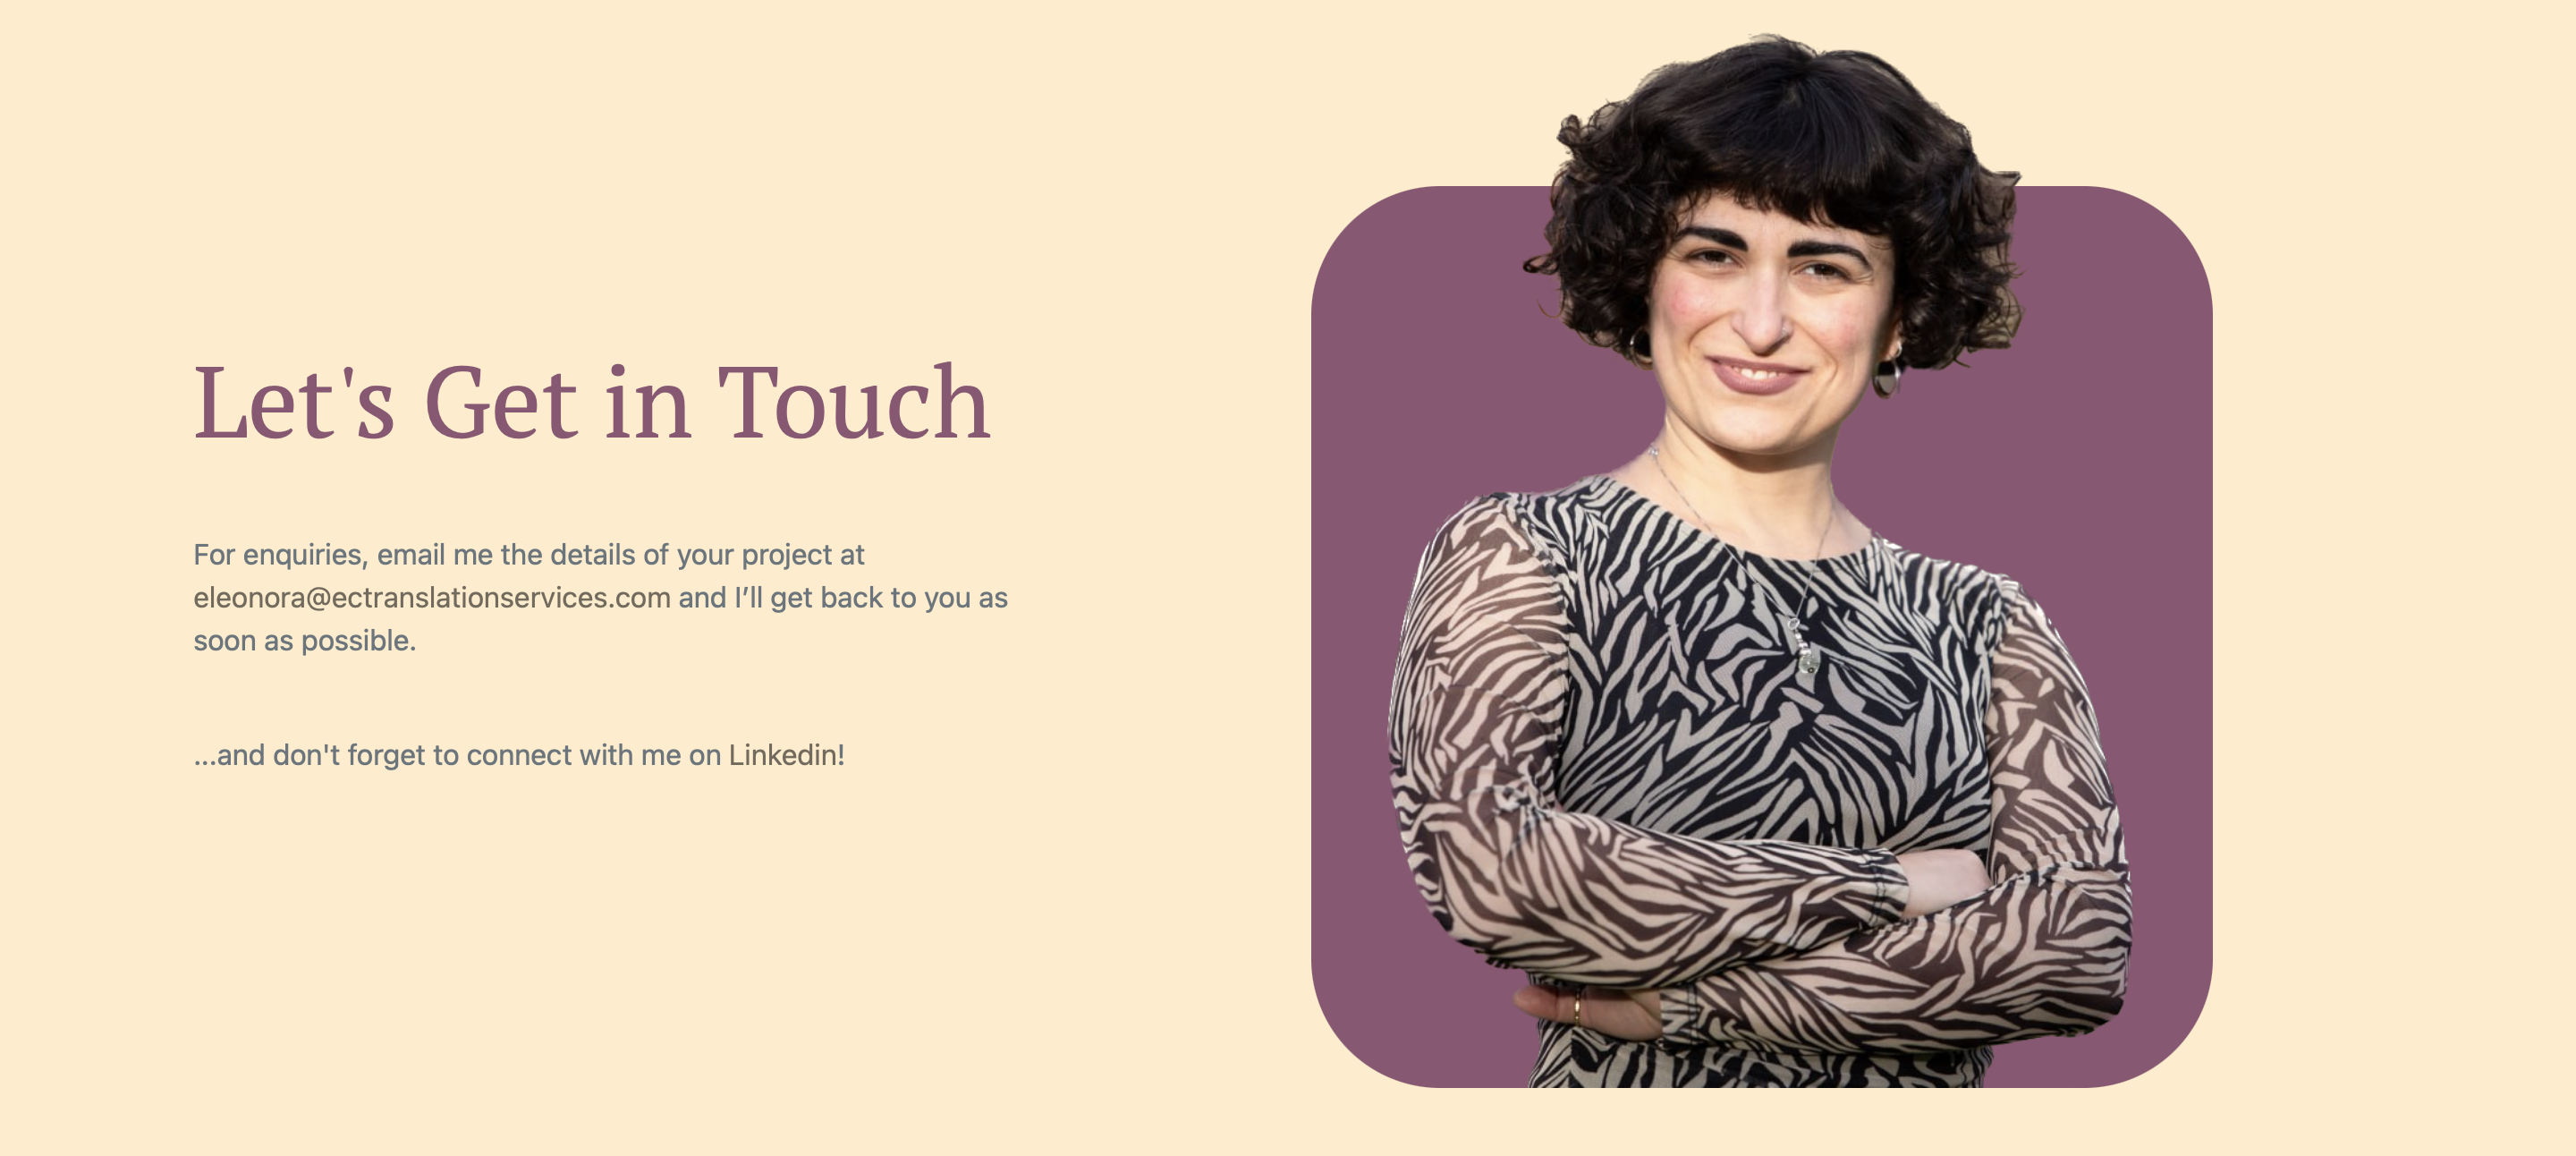 Let's Get in Touch
For enquiries, email me the details of your project at
eleonora@ectranslationservices.com and I’ll get back to you as
soon as possible.
...and don't forget to connect with me on Linkedin!